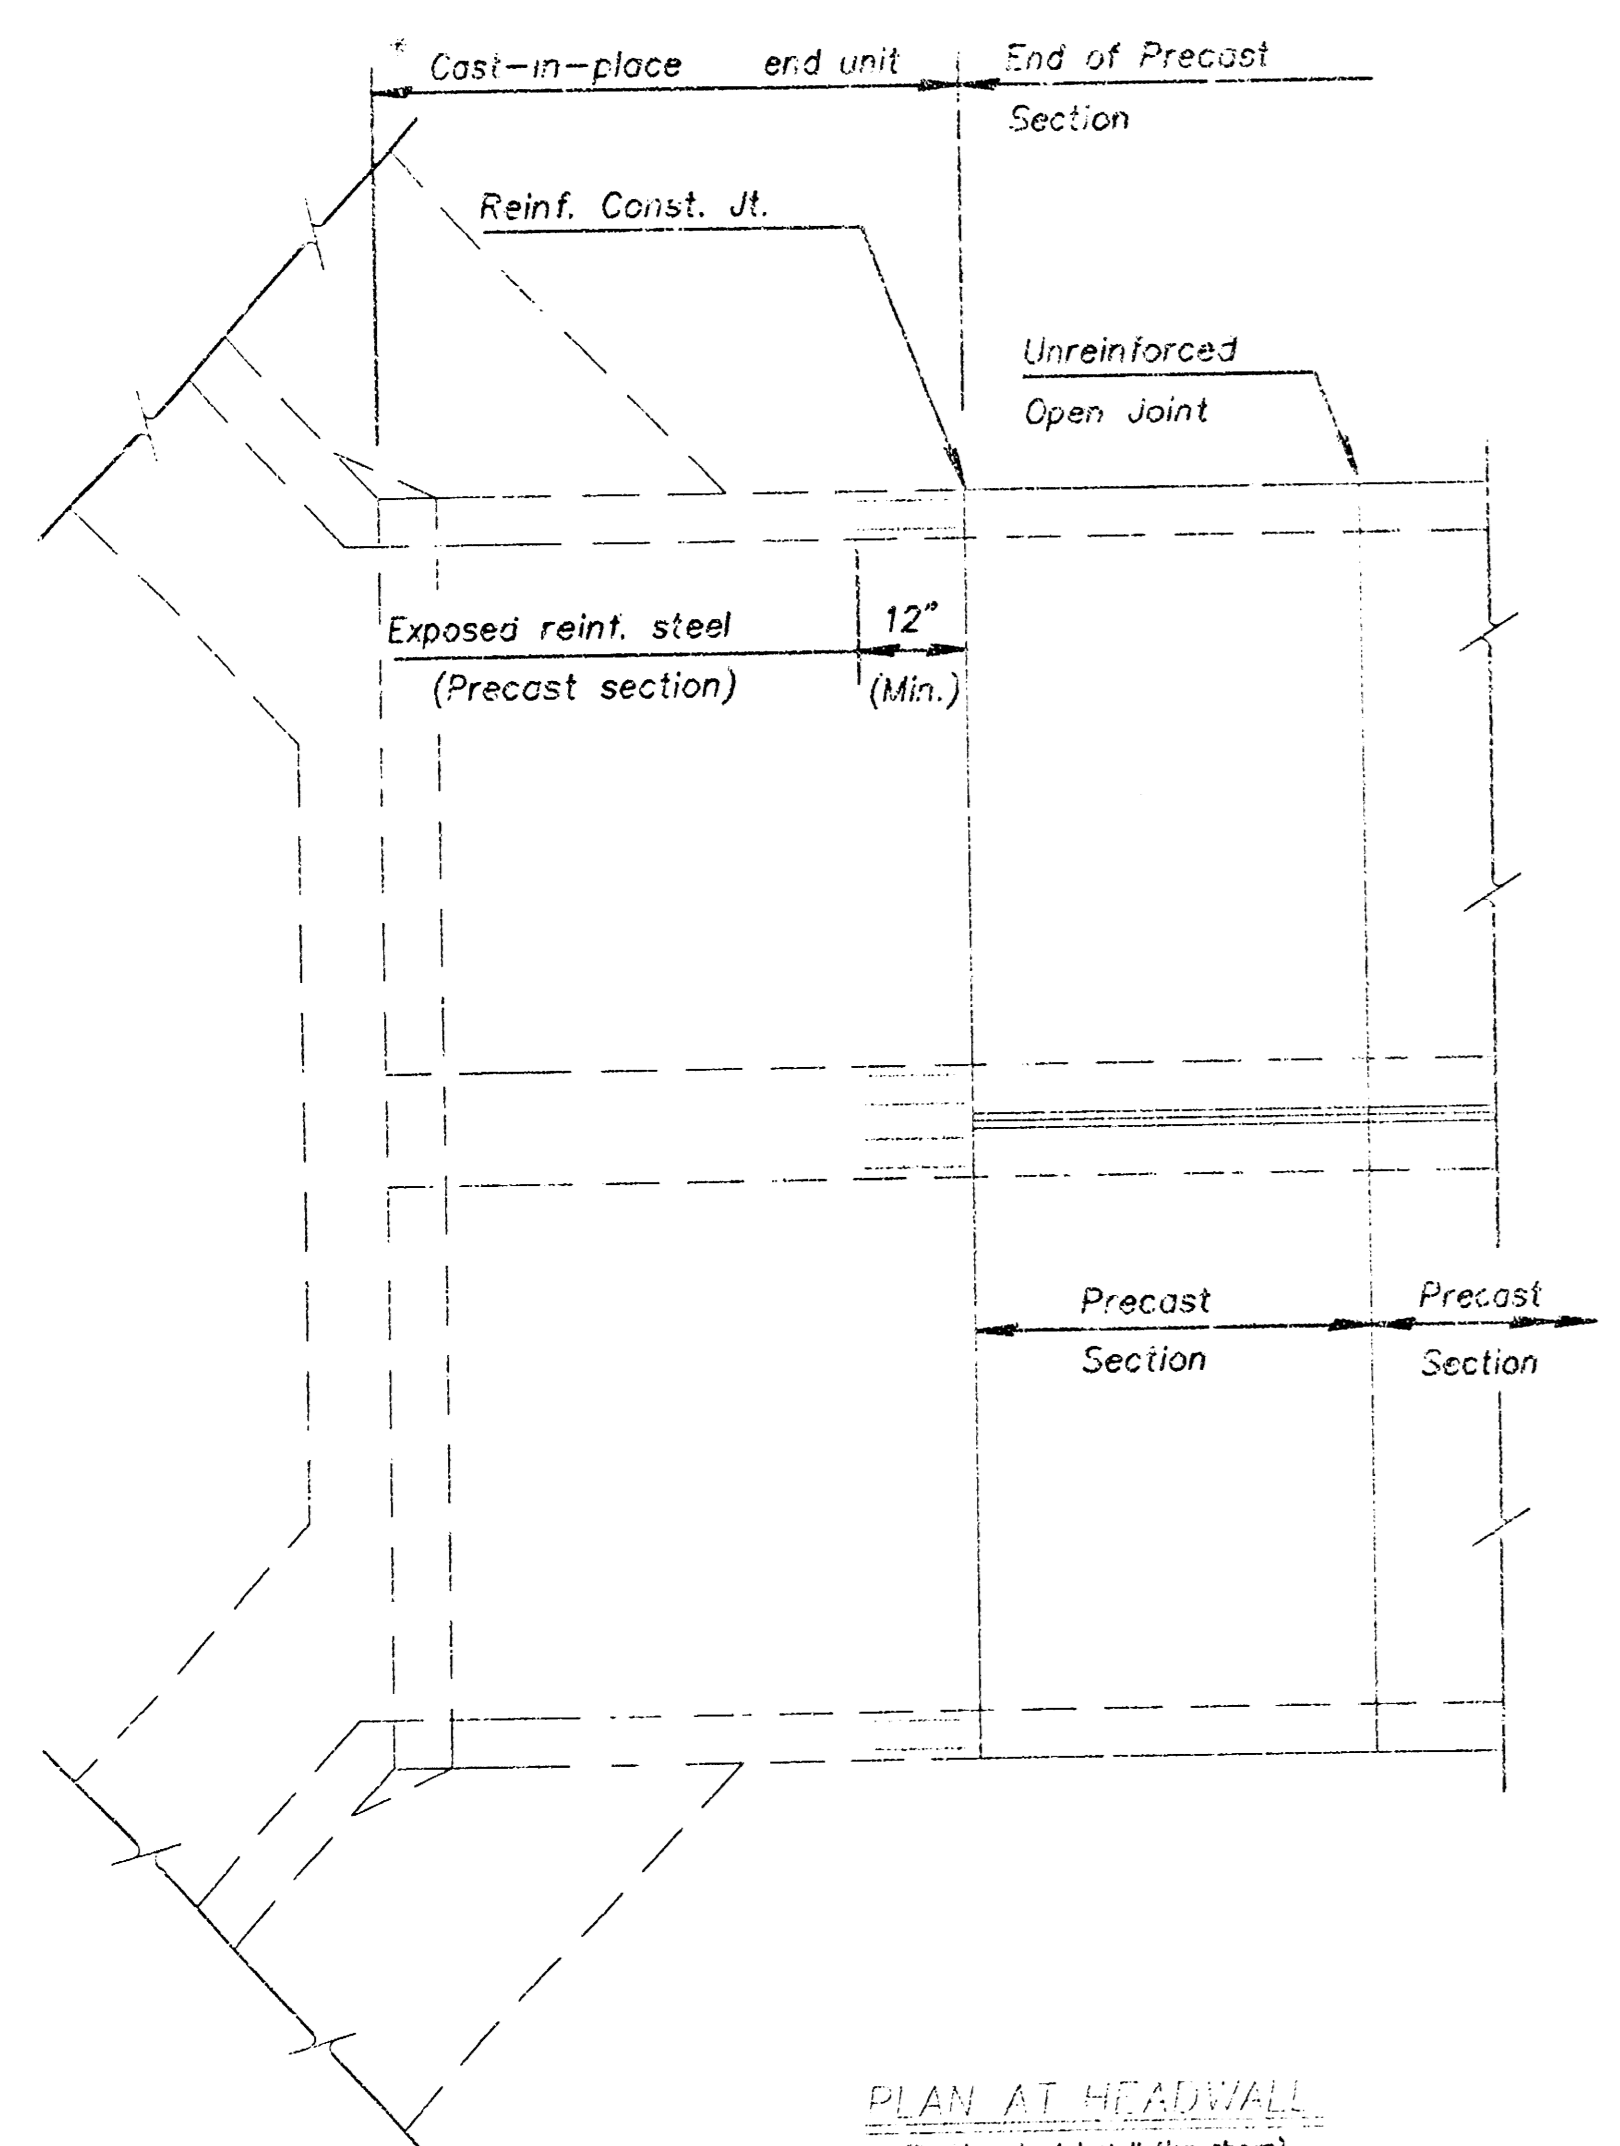 * Cast-in-place end unit
End of Precast
Section
Reinf. Const. Jt.
Unreinforced
Open Joint
Exposed reinf. steel
(Precast section)
12"
(Min.)
Precast
Section
Precast
Section
PLAN AT HEADWALL
shown)